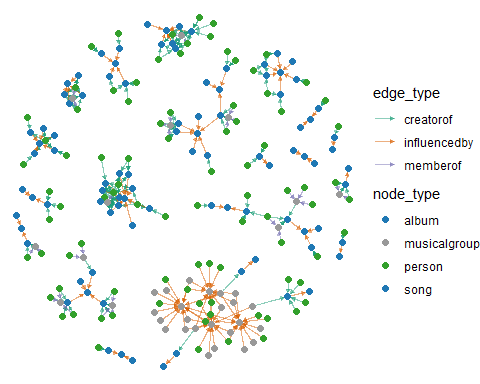 edge_type
creatorof
influencedby
memberof
node_type
album
musicalgroup
person
song